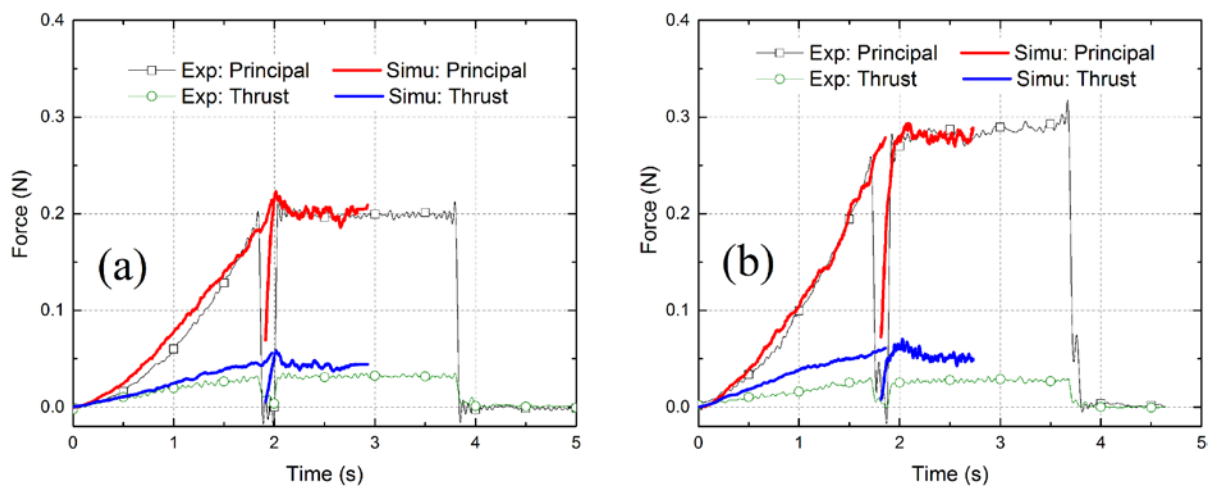 0.4
0.3
0.2
0.1
0.0
Force (N)
Exp: Principal Simu: Principal
Exp: Thrust Simu: Thrust
(a)
0 1 2 3 4 5
Time (s)
0.4
0.3
0.2
0.1
0.0
Force (N)
Exp: Principal Simu: Principal
Exp: Thrust Simu: Thrust
(b)
0 1 2 3 4 5
Time (s)